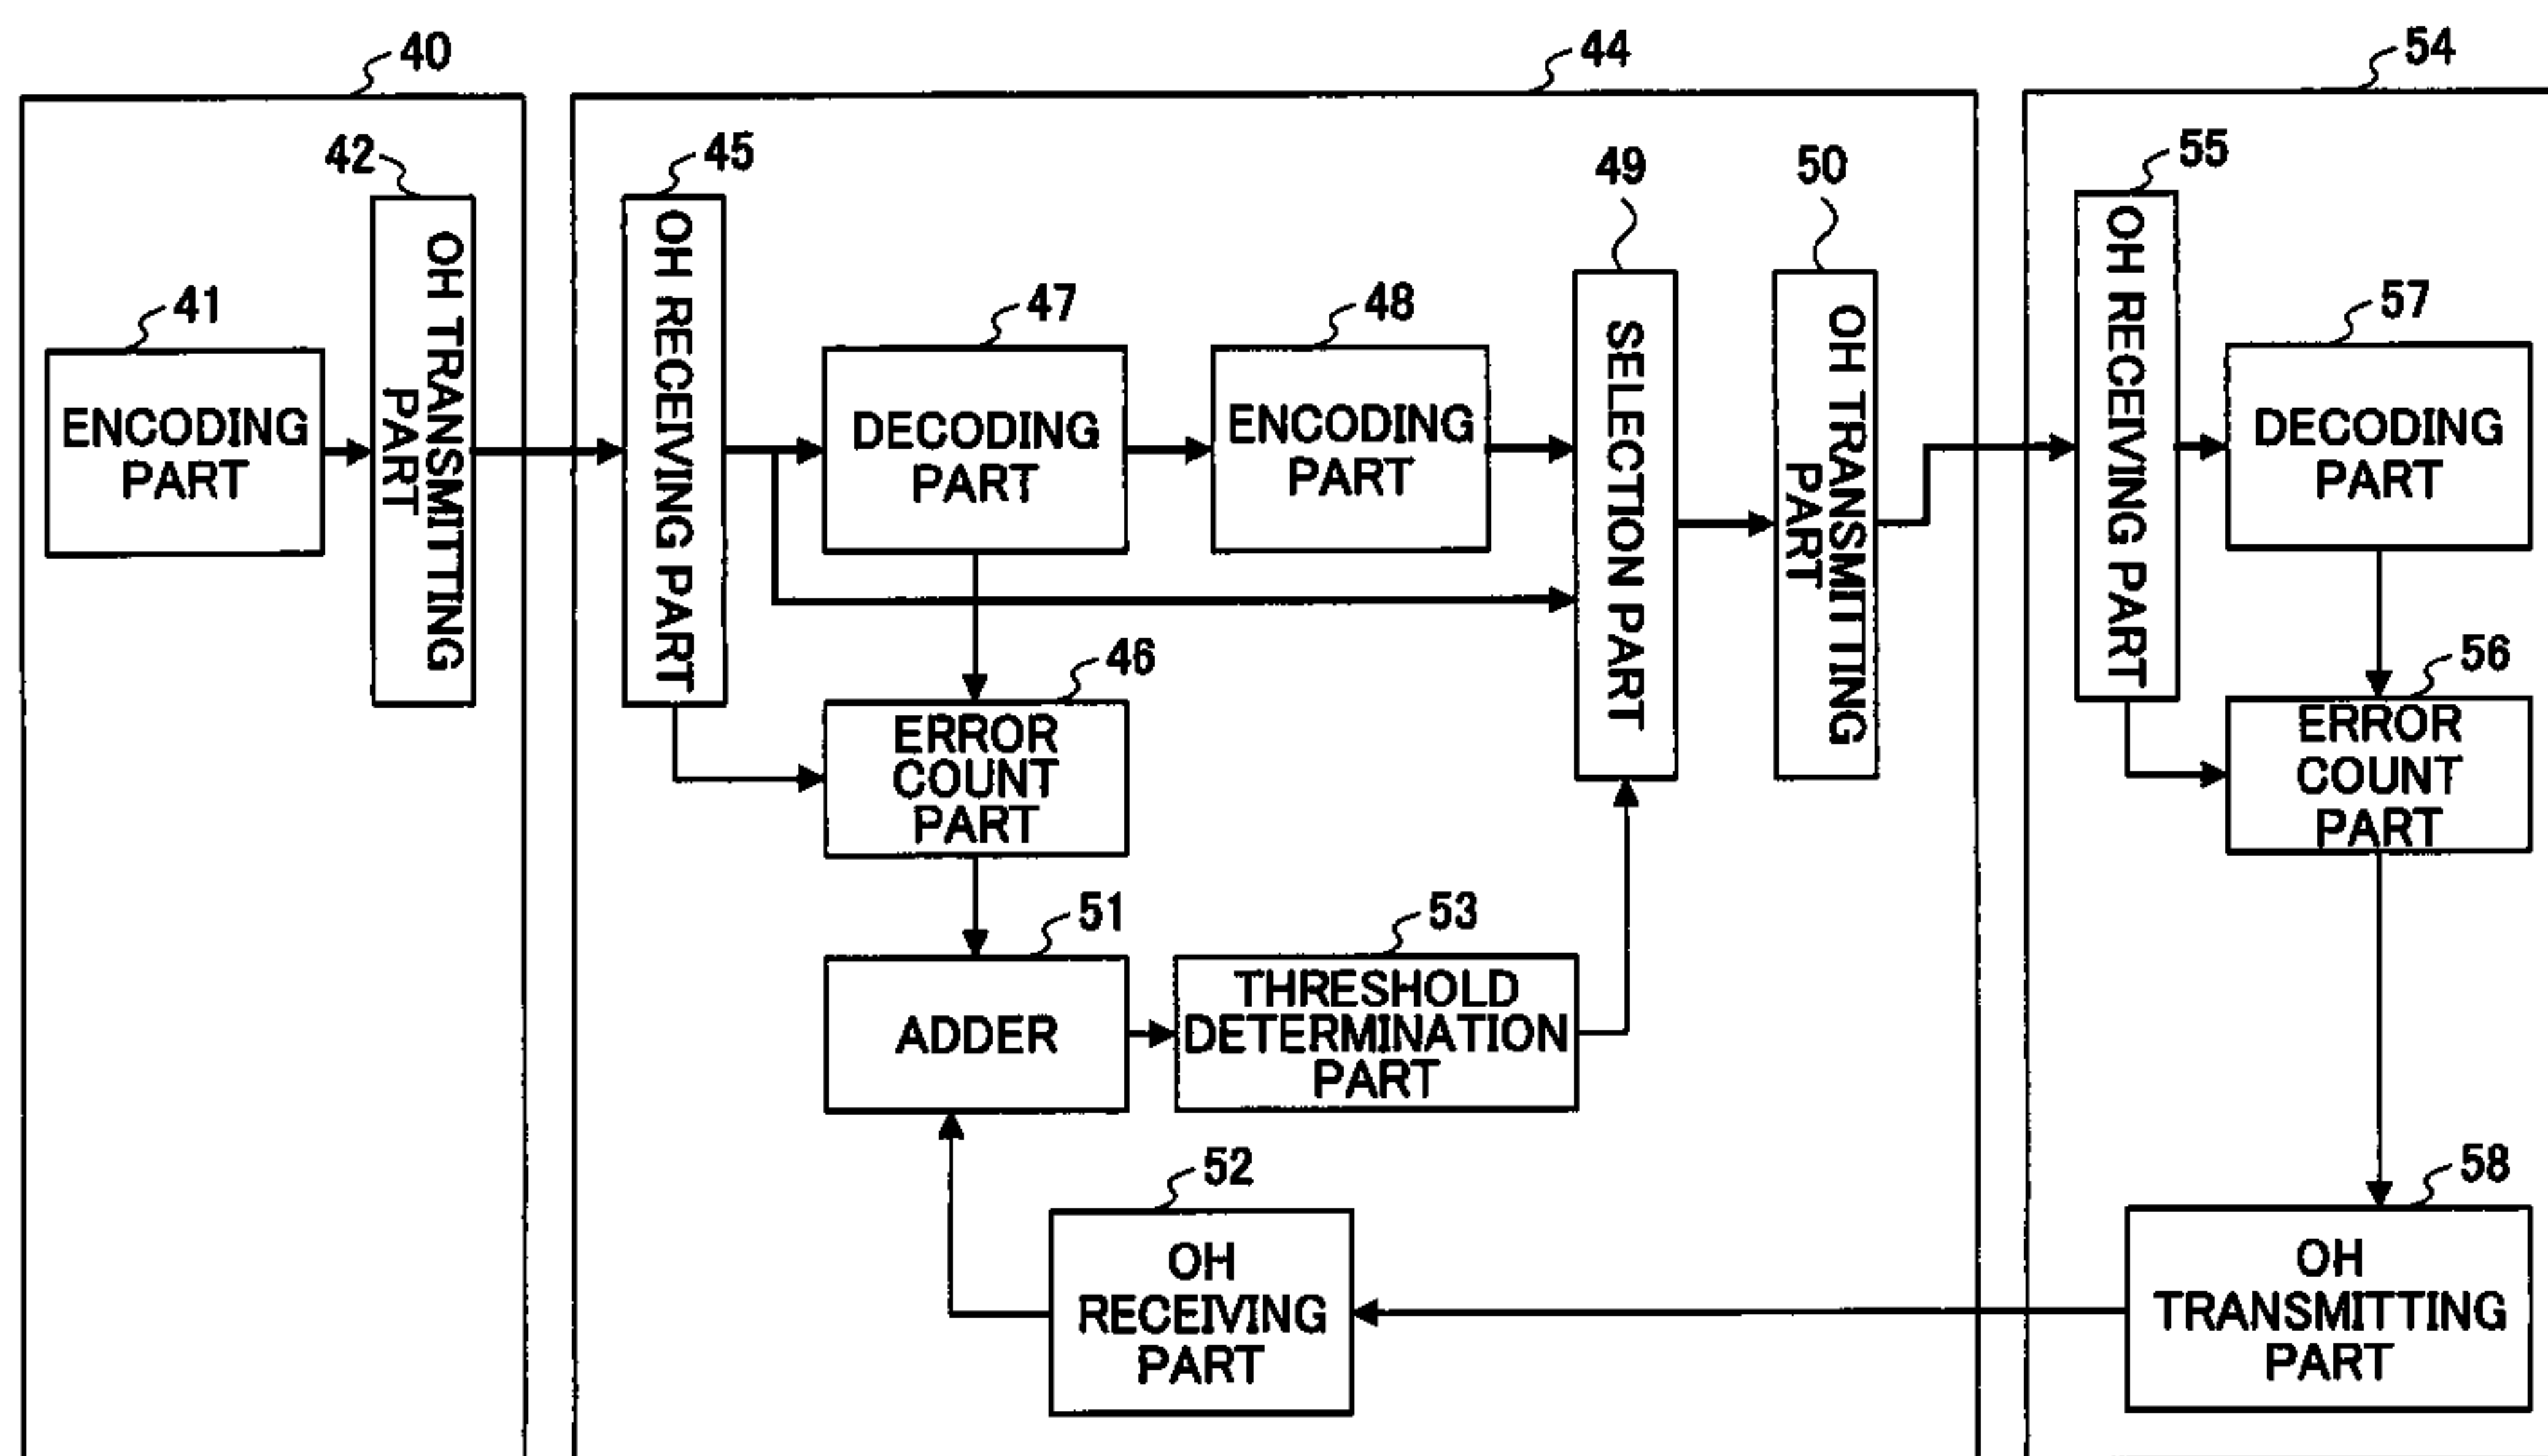 40
44
54
42
45
49
50
55
41
47
48
57
OH TRANSMITTING
PART
OH RECEIVING PART
SELECTION PART
OH TRANSMITTING
PART
OH RECEIVING PART
ENCODING
PART
DECODING
PART
ENCODING
PART
DECODING
PART
46
56
ERROR
COUNT
PART
ERROR
COUNT
PART
51
53
ADDER
THRESHOLD
DETERMINATION
PART
52
58
OH
RECEIVING
PART
OH
TRANSMITTING
PART